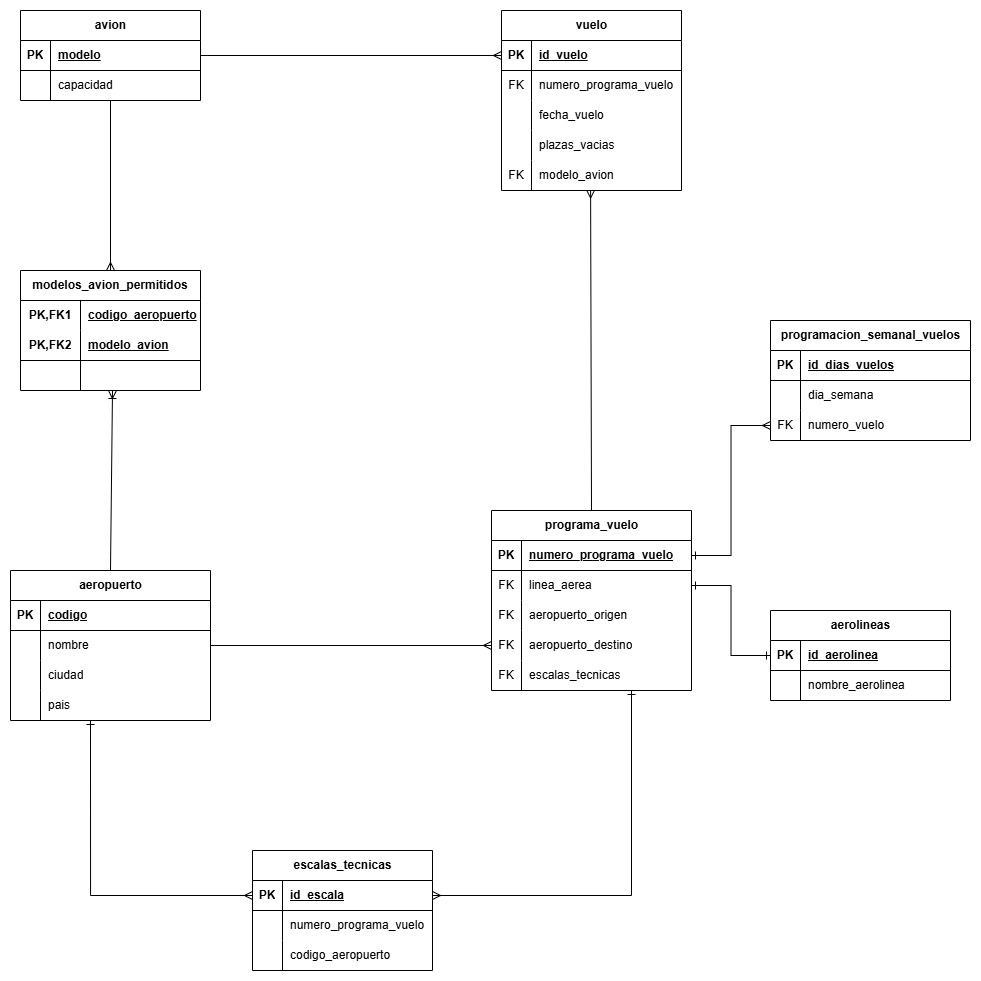 avion
PK modelo
capacidad
vuelo
PK id_vuelo
FK numero_programa_vuelo
fecha_vuelo
plazas_vacias
FK modelo_avion
modelos_avion_permitidos
PK,FK1 codigo_aeropuerto
PK,FK2 modelo_avion
programacion_semanal_vuelos
PK id_dias_vuelos
dia_semana
FK numero_vuelo
programa_vuelo
PK numero_programa_vuelo
FK linea_aerea
FK aeropuerto_origen
FK aeropuerto_destino
FK escalas_tecnicas
aeropuerto
PK codigo
nombre
ciudad
pais
aerolineas
PK id_aerolinea
nombre_aerolinea
escalas_tecnicas
PK id_escala
numero_programa_vuelo
codigo_aeropuerto